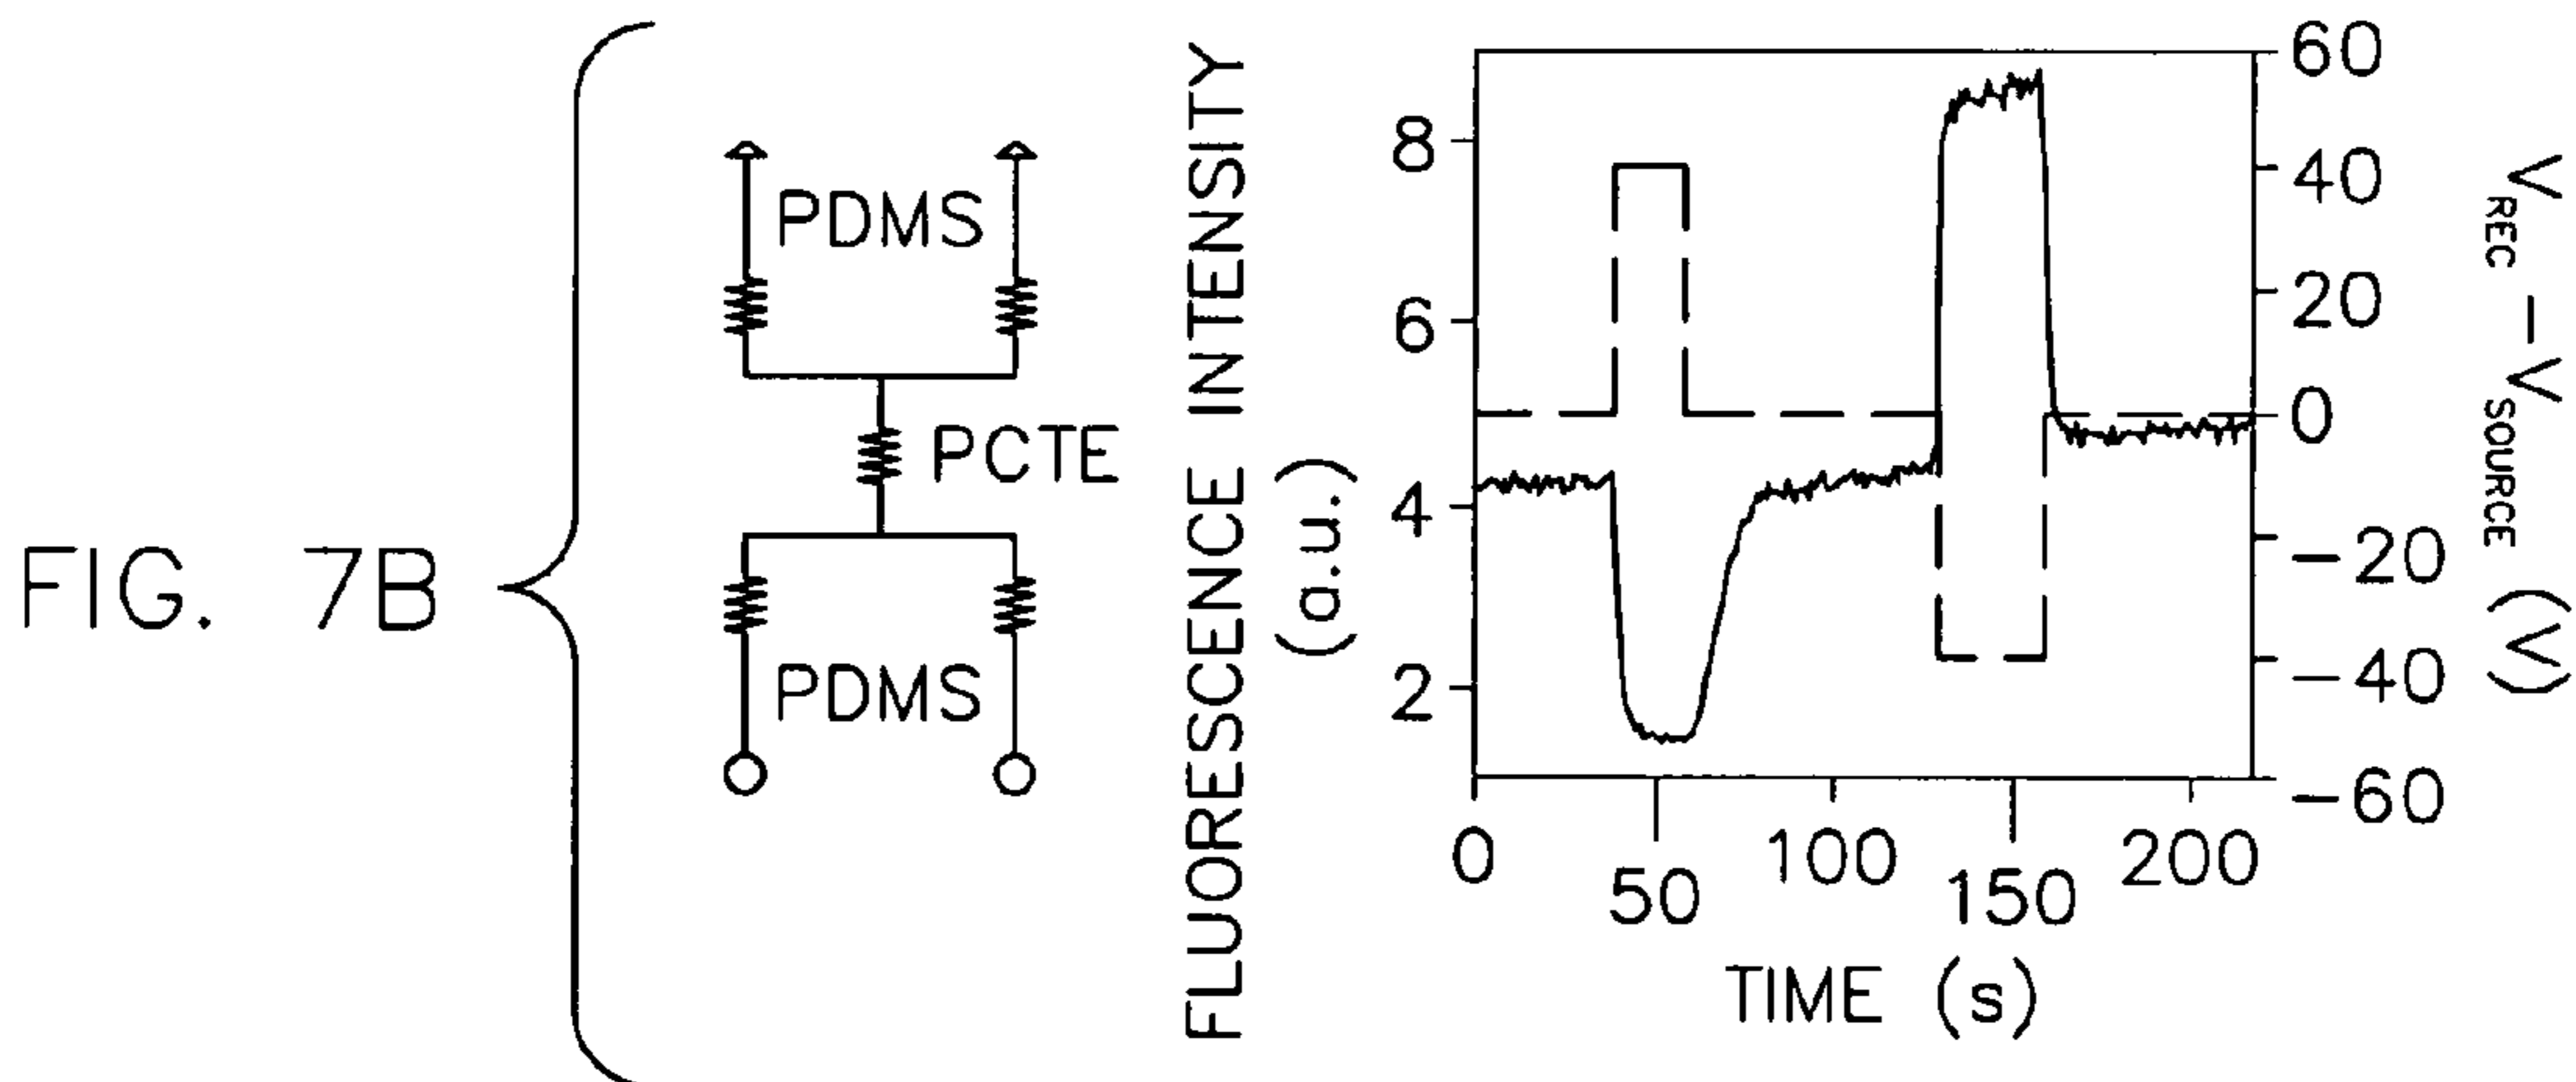 FIG. 7B
PDMS
PCTE
PDMS
FLUORESCENCE INTENSITY
(a.u.)
8
6
4
2
60
40
20
0
−20
−40
−60
V_REC −V_SOURCE (V)
0
50
100
150
200
TIME (s)